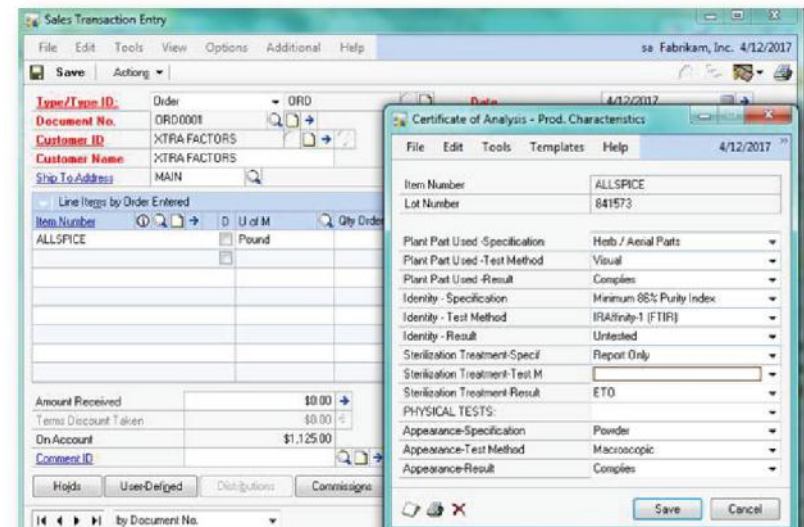 Sales Transaction Entry
File Edit Tools View Options Additional Help sa Fabrikam, Inc. 4/12/2017
Save Actions
Type/Type ID: Order ORD Date 4/12/2017
Document No. ORD0001
Customer ID XTRA FACTORS
Customer Name XTRA FACTORS
Ship To Address MAIN
Line Items by Order Entered
Item Number D U of M Qty Order
ALLSPICE Pound
Amount Received $0.00
Terms Discount Taken $0.00
On Account $1,125.00
Comment ID
Holds User-Defined Distributions Commissions
by Document No.
Certificate of Analysis - Prod. Characteristics
File Edit Tools Templates Help 4/12/2017
Item Number ALLSPICE
Lot Number 841573
Plant Part Used -Specification Herb / Aerial Parts
Plant Part Used -Test Method Visual
Plant Part Used -Result Complies
Identity - Specification Minimum 86% Purity Index
Identity - Test Method IRAffinity-1 (FTIR)
Identity - Result Untested
Sterilization Treatment-Specif Report Only
Sterilization Treatment-Test M
Sterilization Treatment-Result ETO
PHYSICAL TESTS:
Appearance-Specification Powder
Appearance-Test Method Macroscopic
Appearance-Result Complies
Save Cancel